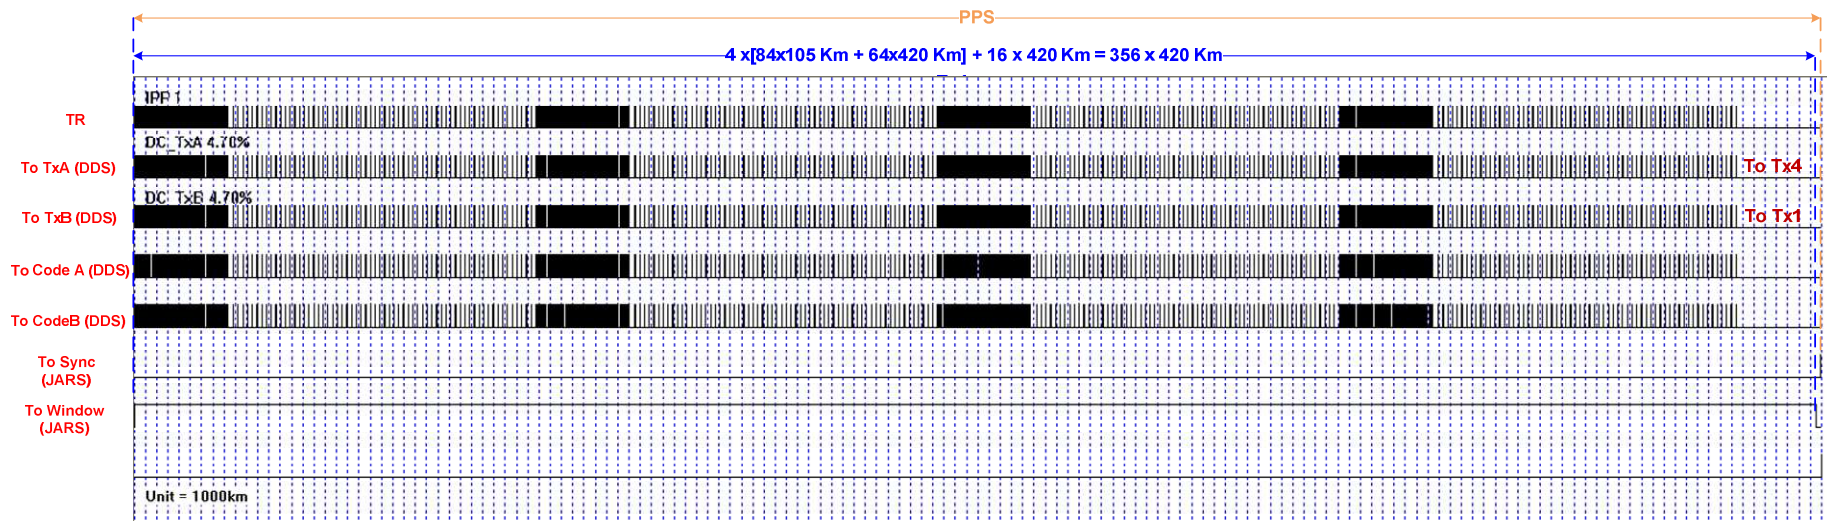 PPS
4 x[84x105 Km + 64x420 Km] + 16 x 420 Km = 356 x 420 Km
IPP 1
TR
DC_TxA 4.70%
To TxA (DDS)
To Tx4
DC_TxB 4.70%
To TxB (DDS)
To Tx1
To Code A (DDS)
To CodeB (DDS)
To Sync
(JARS)
To Window
(JARS)
Unit = 1000km